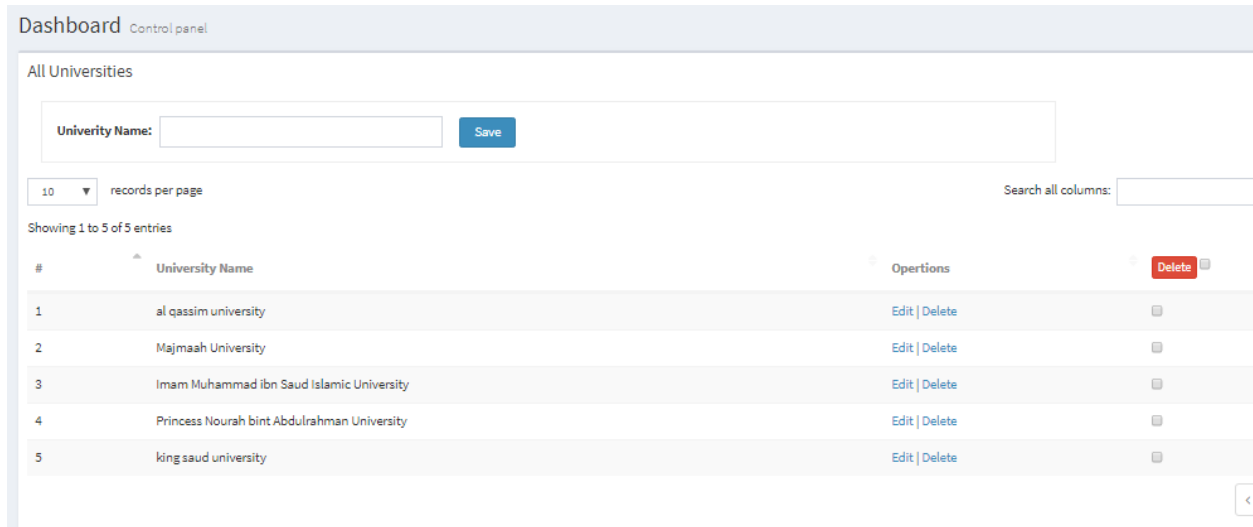 Dashboard Control panel
All Universities
Univerity Name: Save
10 records per page Search all columns:
Showing 1 to 5 of 5 entries
# University Name Opertions Delete
1 al qassim university Edit | Delete
2 Majmaah University Edit | Delete
3 Imam Muhammad ibn Saud Islamic University Edit | Delete
4 Princess Nourah bint Abdulrahman University Edit | Delete
5 king saud university Edit | Delete